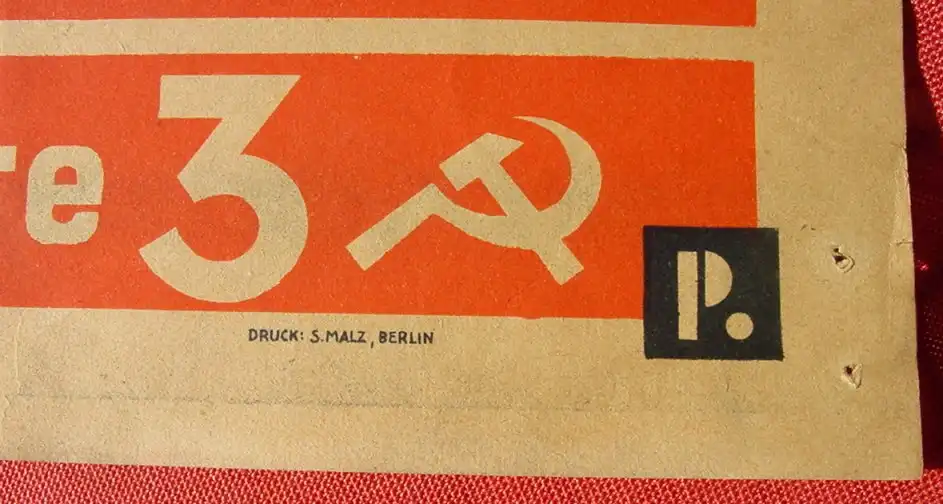 re 3
P.
DRUCK: S. MALZ, BERLIN